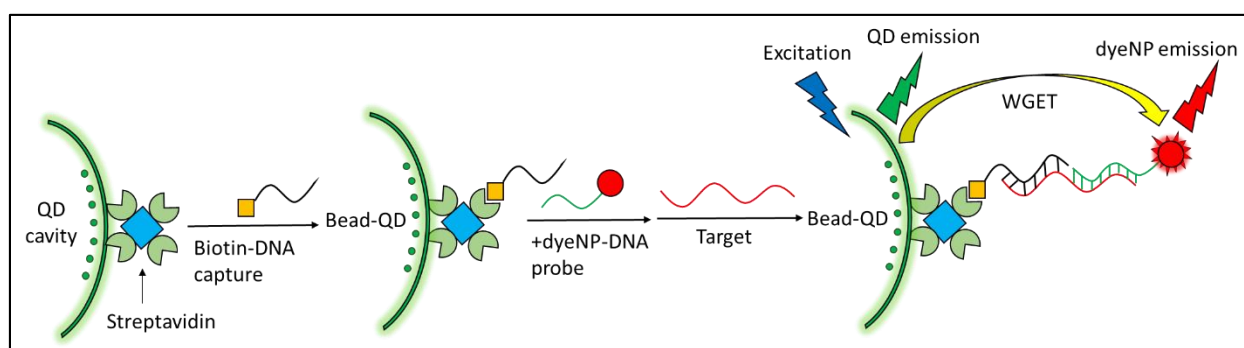 QD
cavity
Streptavidin
Biotin-DNA
capture
Bead-QD
+dyeNP-DNA
probe
Target
Bead-QD
Excitation
QD emission
WGET
dyeNP emission